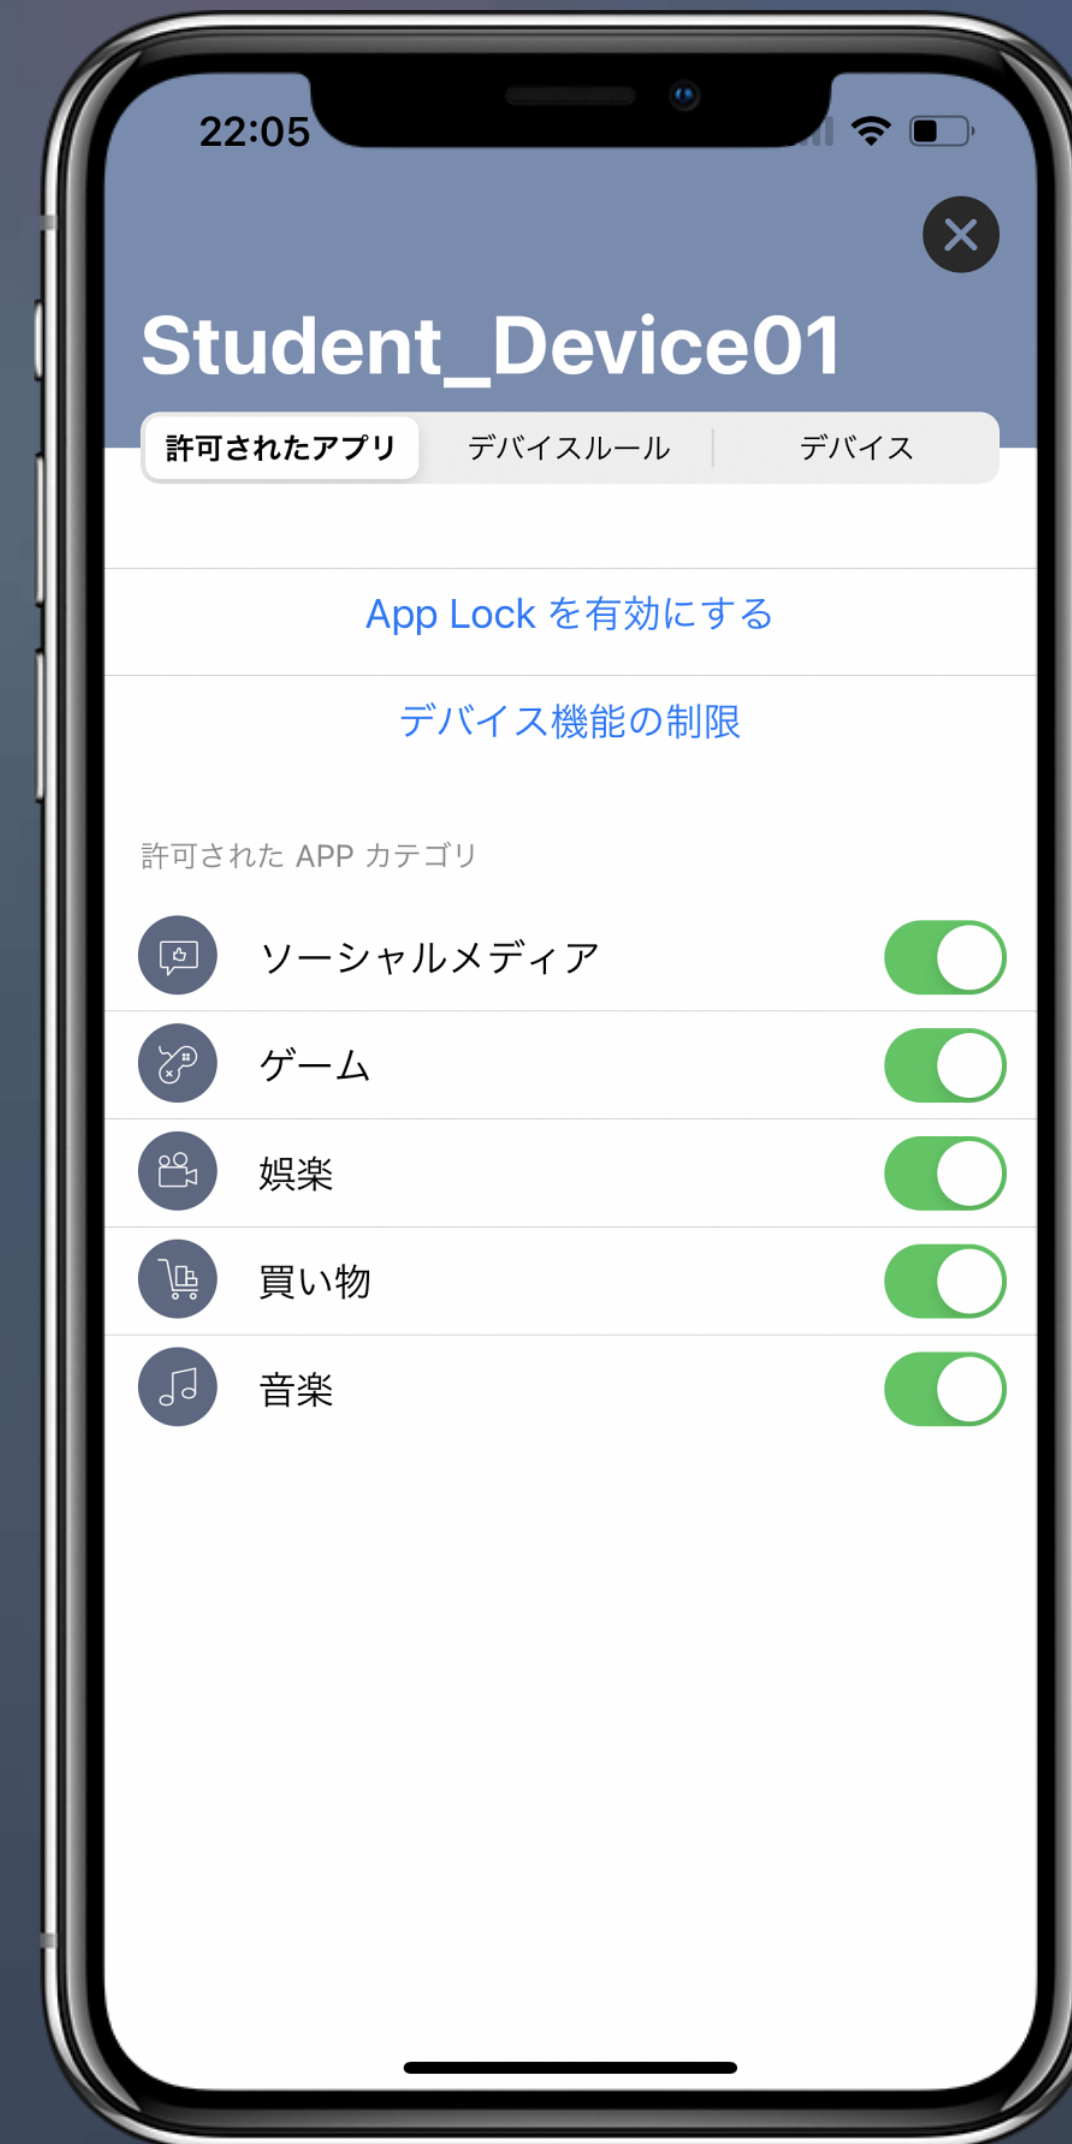 22:05
Student_Device01
許可されたアプリ
デバイスルール
デバイス
App Lock を有効にする
デバイス機能の制限
許可された APP カテゴリ
ソーシャルメディア
ゲーム
娯楽
買い物
音楽